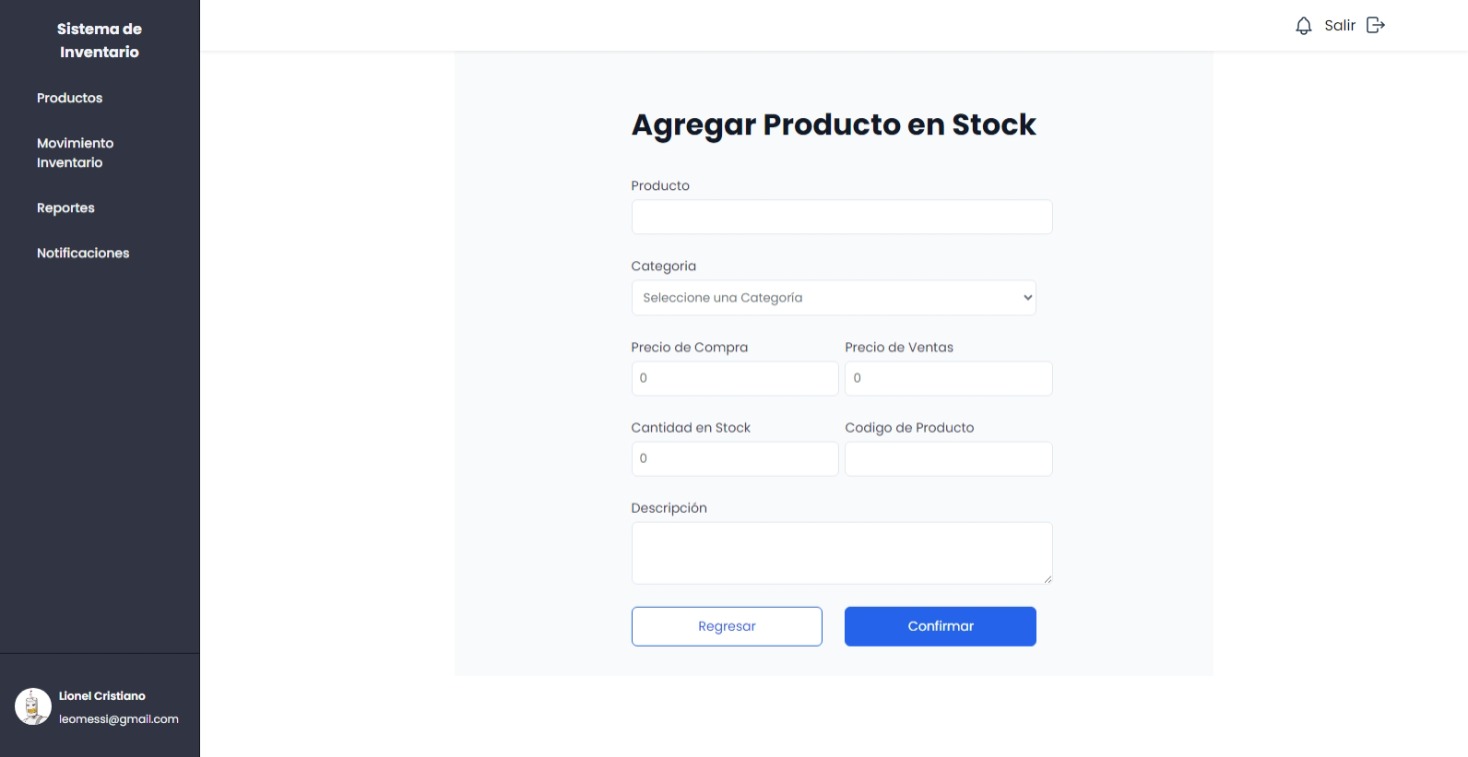 Sistema de
Inventario
Productos
Movimiento
Inventario
Reportes
Notificaciones
Lionel Cristiano
leomessi@gmail.com
Salir
Agregar Producto en Stock
Producto
Categoria
Seleccione una Categoría
Precio de Compra Precio de Ventas
0 0
Cantidad en Stock Codigo de Producto
0
Descripción
Regresar Confirmar